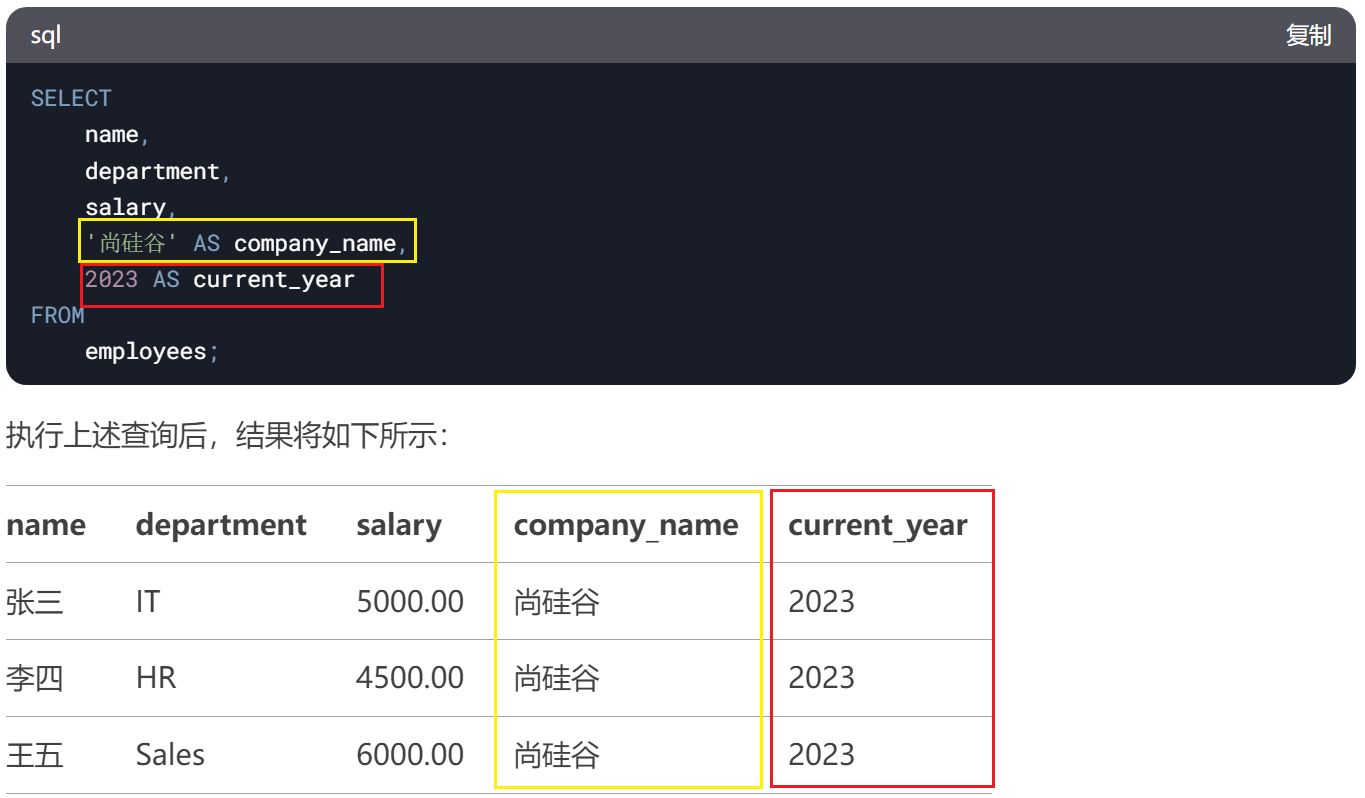 sql 复制
SELECT
name,
department,
salary,
'尚硅谷' AS company_name,
2023 AS current_year
FROM
employees;
执行上述查询后，结果将如下所示：
name department salary company_name current_year
张三 IT 5000.00 尚硅谷 2023
李四 HR 4500.00 尚硅谷 2023
王五 Sales 6000.00 尚硅谷 2023